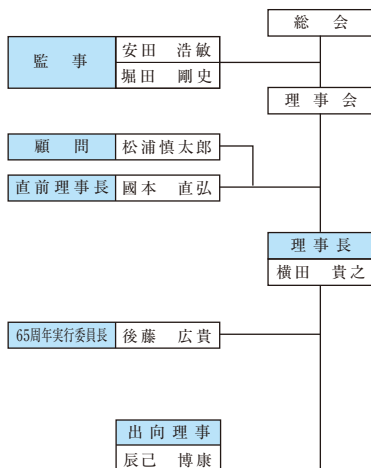 総会
監事
安田 浩敏
堀田 剛史
理事会
顧問 松浦慎太郎
直前理事長 國本 直弘
理事長
横田 貴之
65周年実行委員長 後藤 広貴
出向理事
辰己 博康